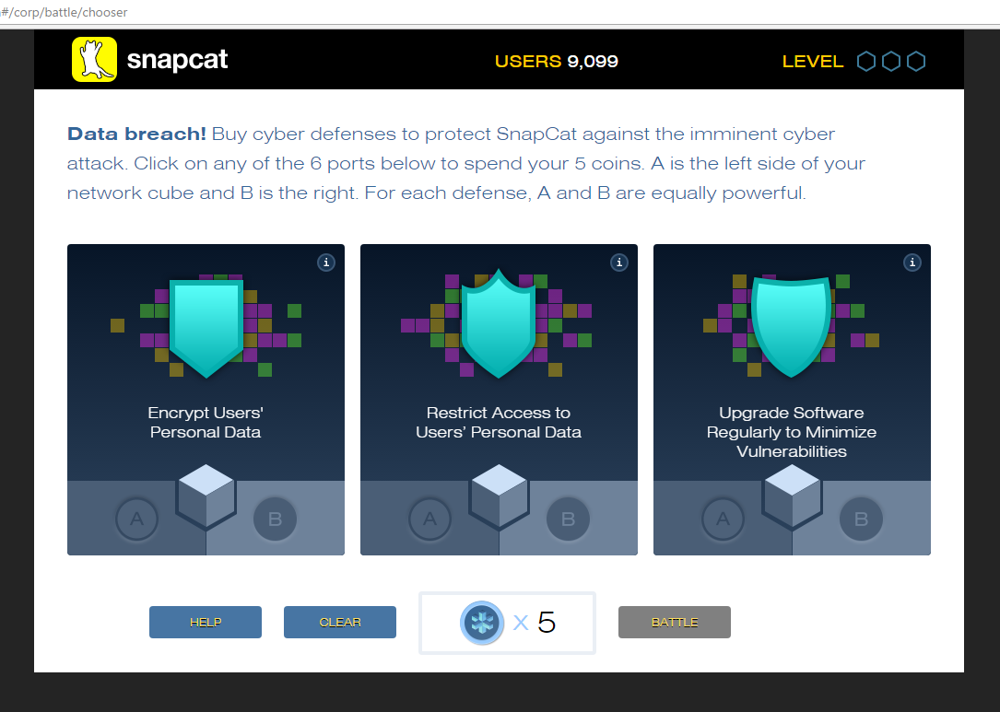 #/corp/battle/chooser
snapcat
USERS 9,099
LEVEL
Data breach! Buy cyber defenses to protect SnapCat against the imminent cyber
attack. Click on any of the 6 ports below to spend your 5 coins. A is the left side of your
network cube and B is the right. For each defense, A and B are equally powerful.
i
i
i
Encrypt Users'
Personal Data
Restrict Access to
Users’ Personal Data
Upgrade Software
Regularly to Minimize
Vulnerabilities
A B
A B
A B
HELP
CLEAR
X 5
BATTLE